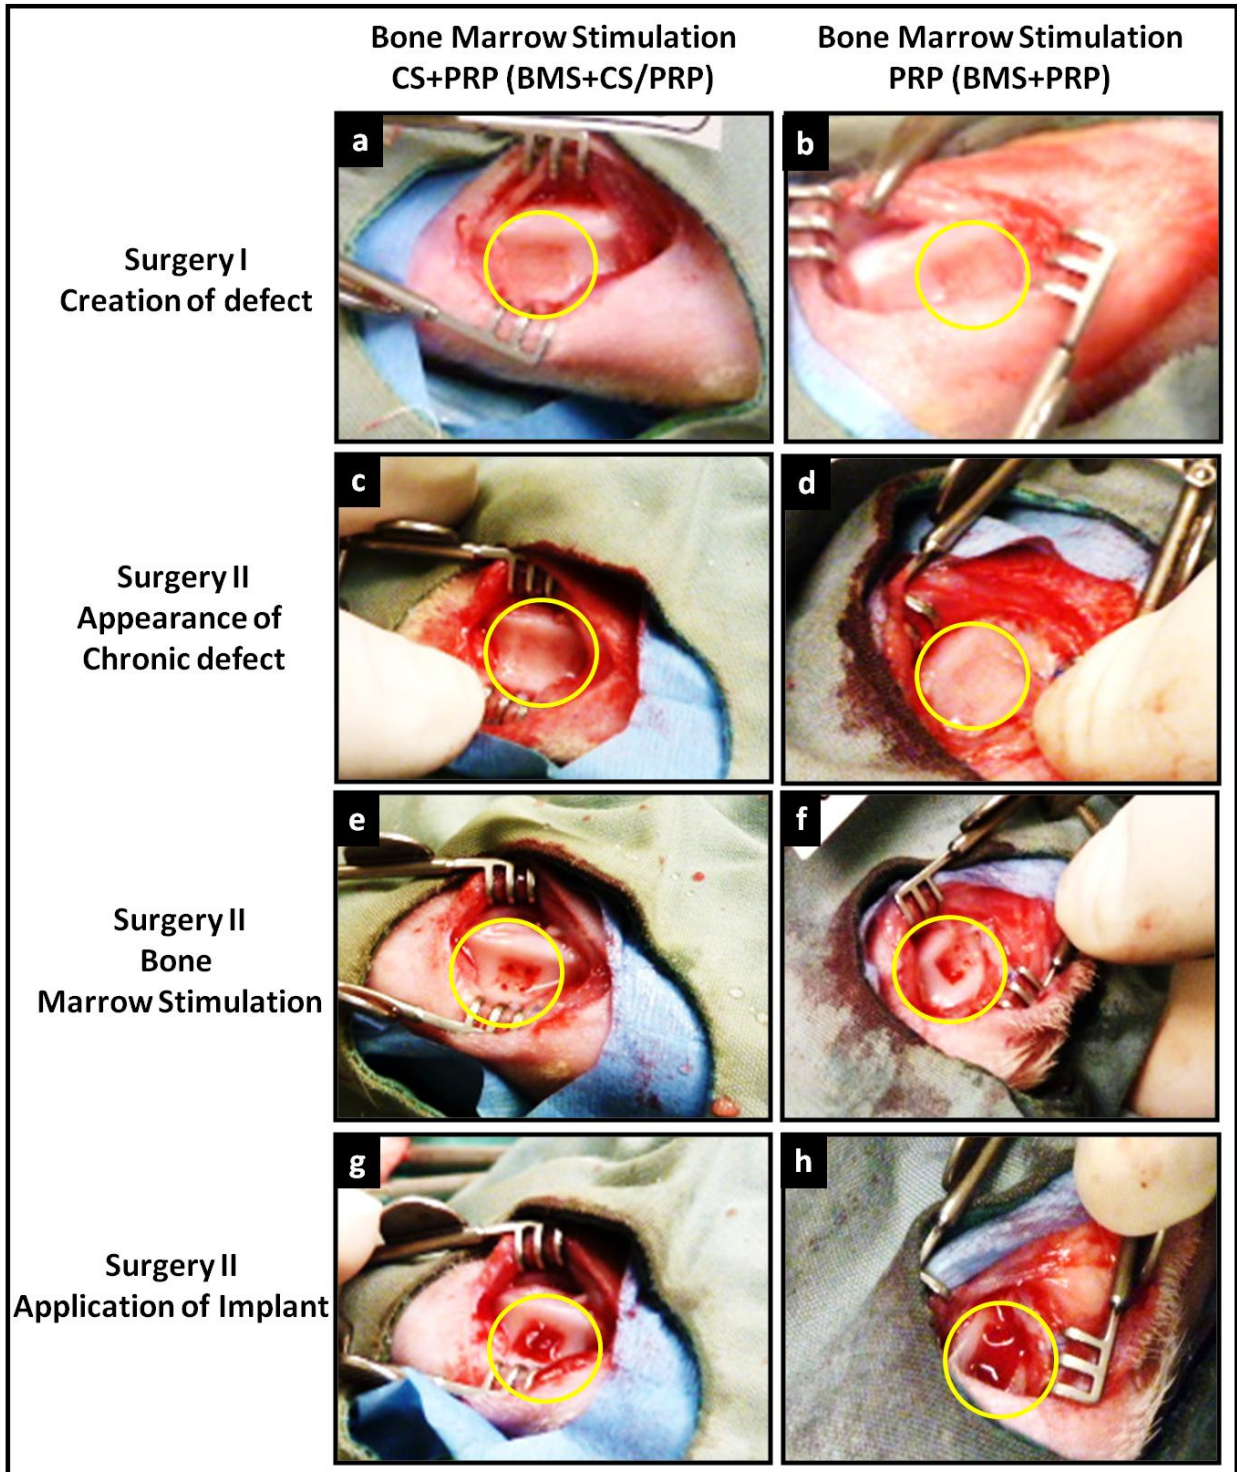 Bone Marrow Stimulation
CS+PRP (BMS+CS/PRP)
Bone Marrow Stimulation
PRP (BMS+PRP)
Surgery I
Creation of defect
a
b
Surgery II
Appearance of
Chronic defect
c
d
Surgery II
Bone
Marrow Stimulation
e
f
Surgery II
Application of Implant
g
h